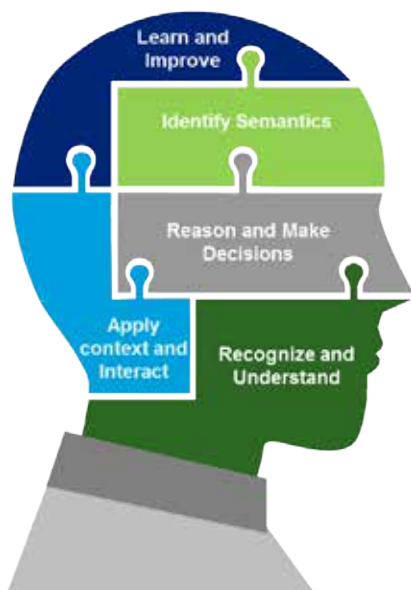 Learn and
Improve
Identify Semantics
Reason and Make
Decisions
Apply
context and
Interact
Recognize and
Understand